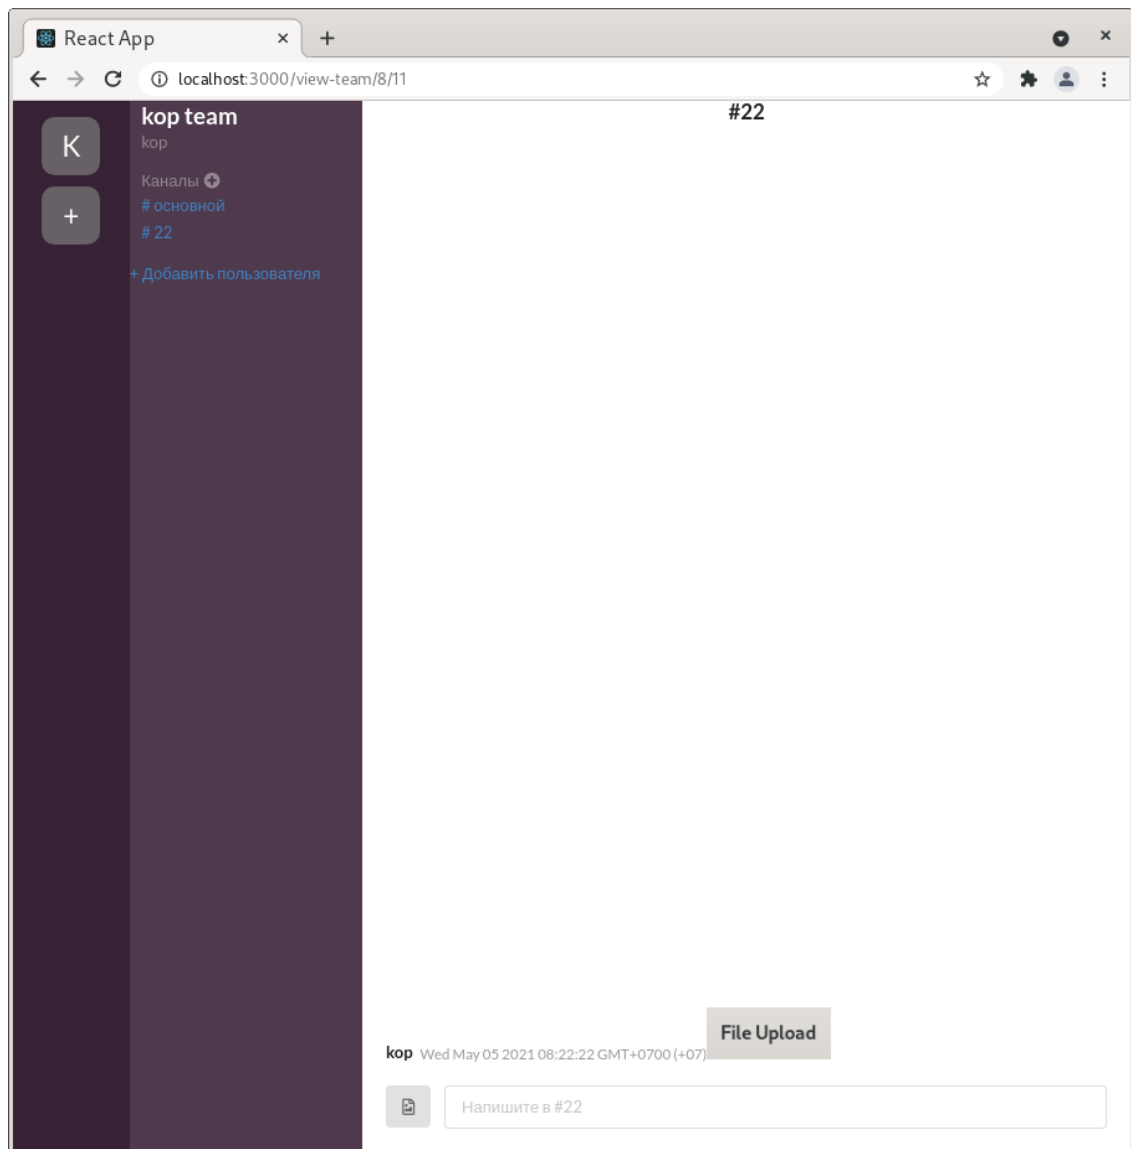 React App
localhost:3000/view-team/8/11
K
+
kop team
kop
Каналы
# основной
# 22
+ Добавить пользователя
#22
File Upload
kop Wed May 05 2021 08:22:22 GMT+0700 (+07)
Напишите в #22